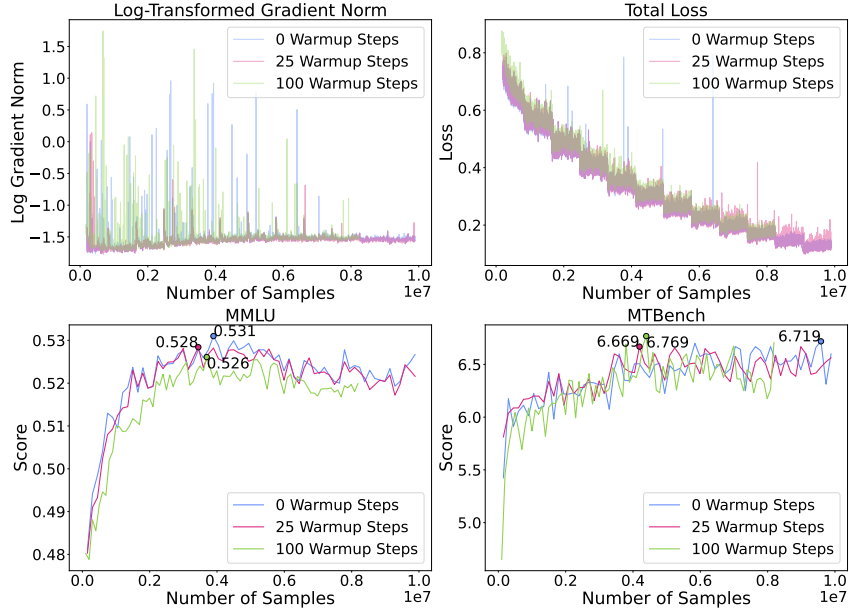 Log-Transformed Gradient Norm
Log Gradient Norm
1.5
1.0
0.5
0.0
−0.5
−1.0
−1.5
0 Warmup Steps
25 Warmup Steps
100 Warmup Steps
0.0 0.2 0.4 0.6 0.8 1.0
Number of Samples
1e7
Total Loss
Loss
0.8
0.6
0.4
0.2
0 Warmup Steps
25 Warmup Steps
100 Warmup Steps
0.0 0.2 0.4 0.6 0.8 1.0
Number of Samples
1e7
MMLU
Score
0.53
0.52
0.51
0.50
0.49
0.48
0.528
0.531
0.526
0 Warmup Steps
25 Warmup Steps
100 Warmup Steps
0.0 0.2 0.4 0.6 0.8 1.0
Number of Samples
1e7
MTBench
Score
6.5
6.0
5.5
5.0
6.669
6.769
6.719
0 Warmup Steps
25 Warmup Steps
100 Warmup Steps
0.0 0.2 0.4 0.6 0.8 1.0
Number of Samples
1e7